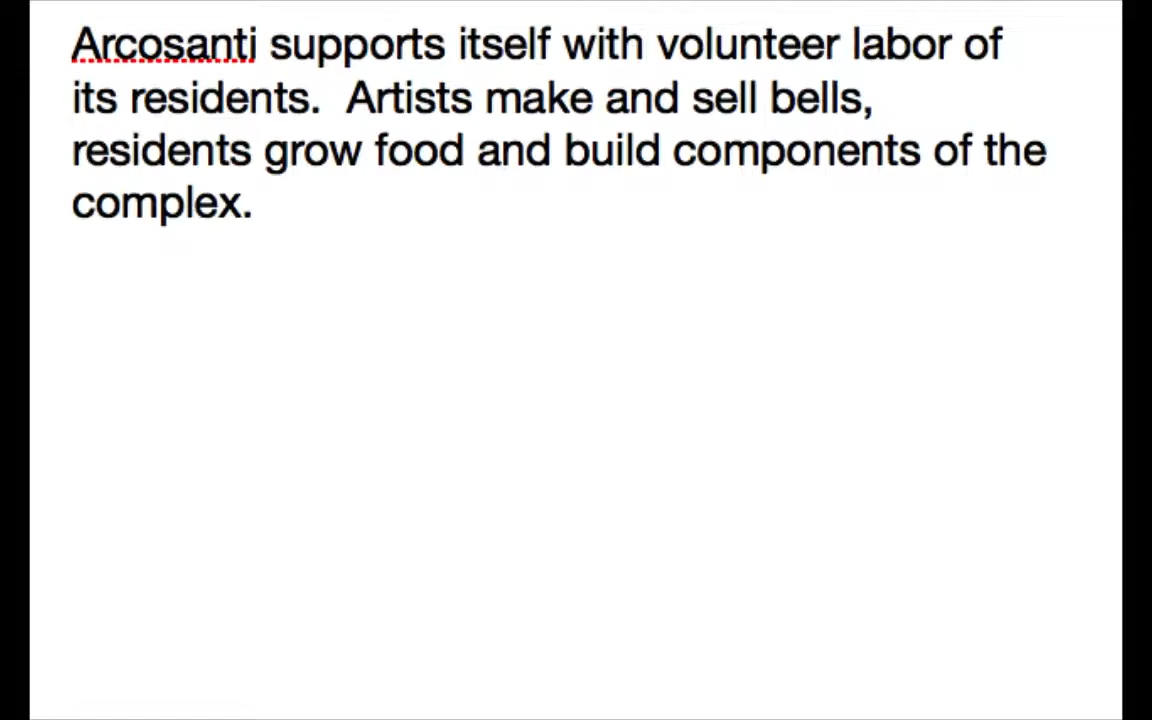 Arcosanti supports itself with volunteer labor of
its residents.  Artists make and sell bells,
residents grow food and build components of the
complex.